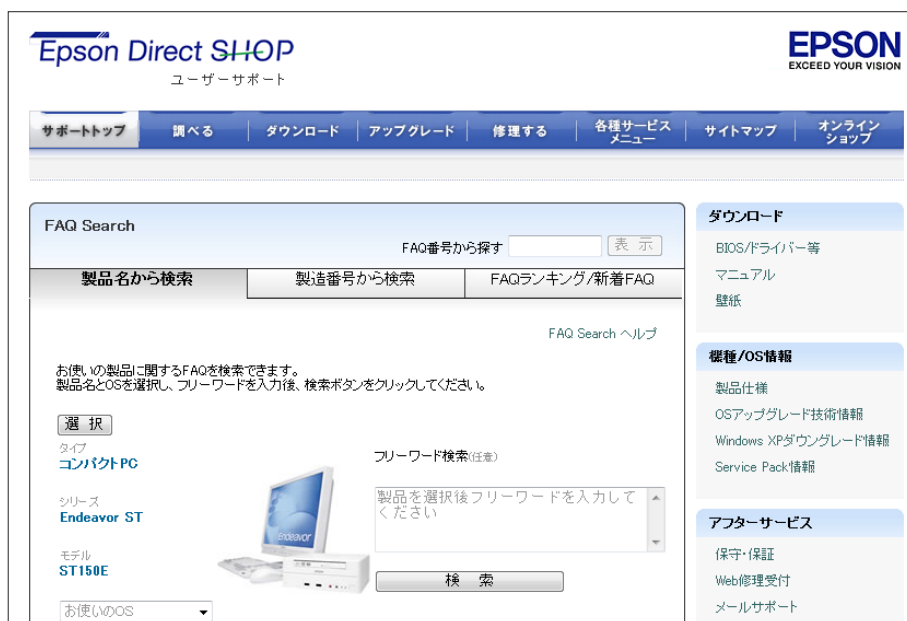 Epson Direct SHOP
ユーザーサポート
EPSON
EXCEED YOUR VISION
サポートトップ
調べる
ダウンロード
アップグレード
修理する
各種サービス
メニュー
サイトマップ
オンライン
ショップ
FAQ Search
FAQ番号から探す
表 示
製品名から検索
製造番号から検索
FAQランキング/新着FAQ
FAQ Search ヘルプ
お使いの製品に関するFAQを検索できます。
製品名とOSを選択し、フリーワードを入力後、検索ボタンをクリックしてください。
選 択
タイプ
コンパクトPC
シリーズ
Endeavor ST
モデル
ST150E
お使いのOS
Endeavor
フリーワード検索(任意)
製品を選択後フリーワードを入力して
ください
検 索
ダウンロード
BIOS/ドライバー等
マニュアル
壁紙
機種/OS情報
製品仕様
OSアップグレード技術情報
Windows XPダウングレード情報
Service Pack情報
アフターサービス
保守・保証
Web修理受付
メールサポート